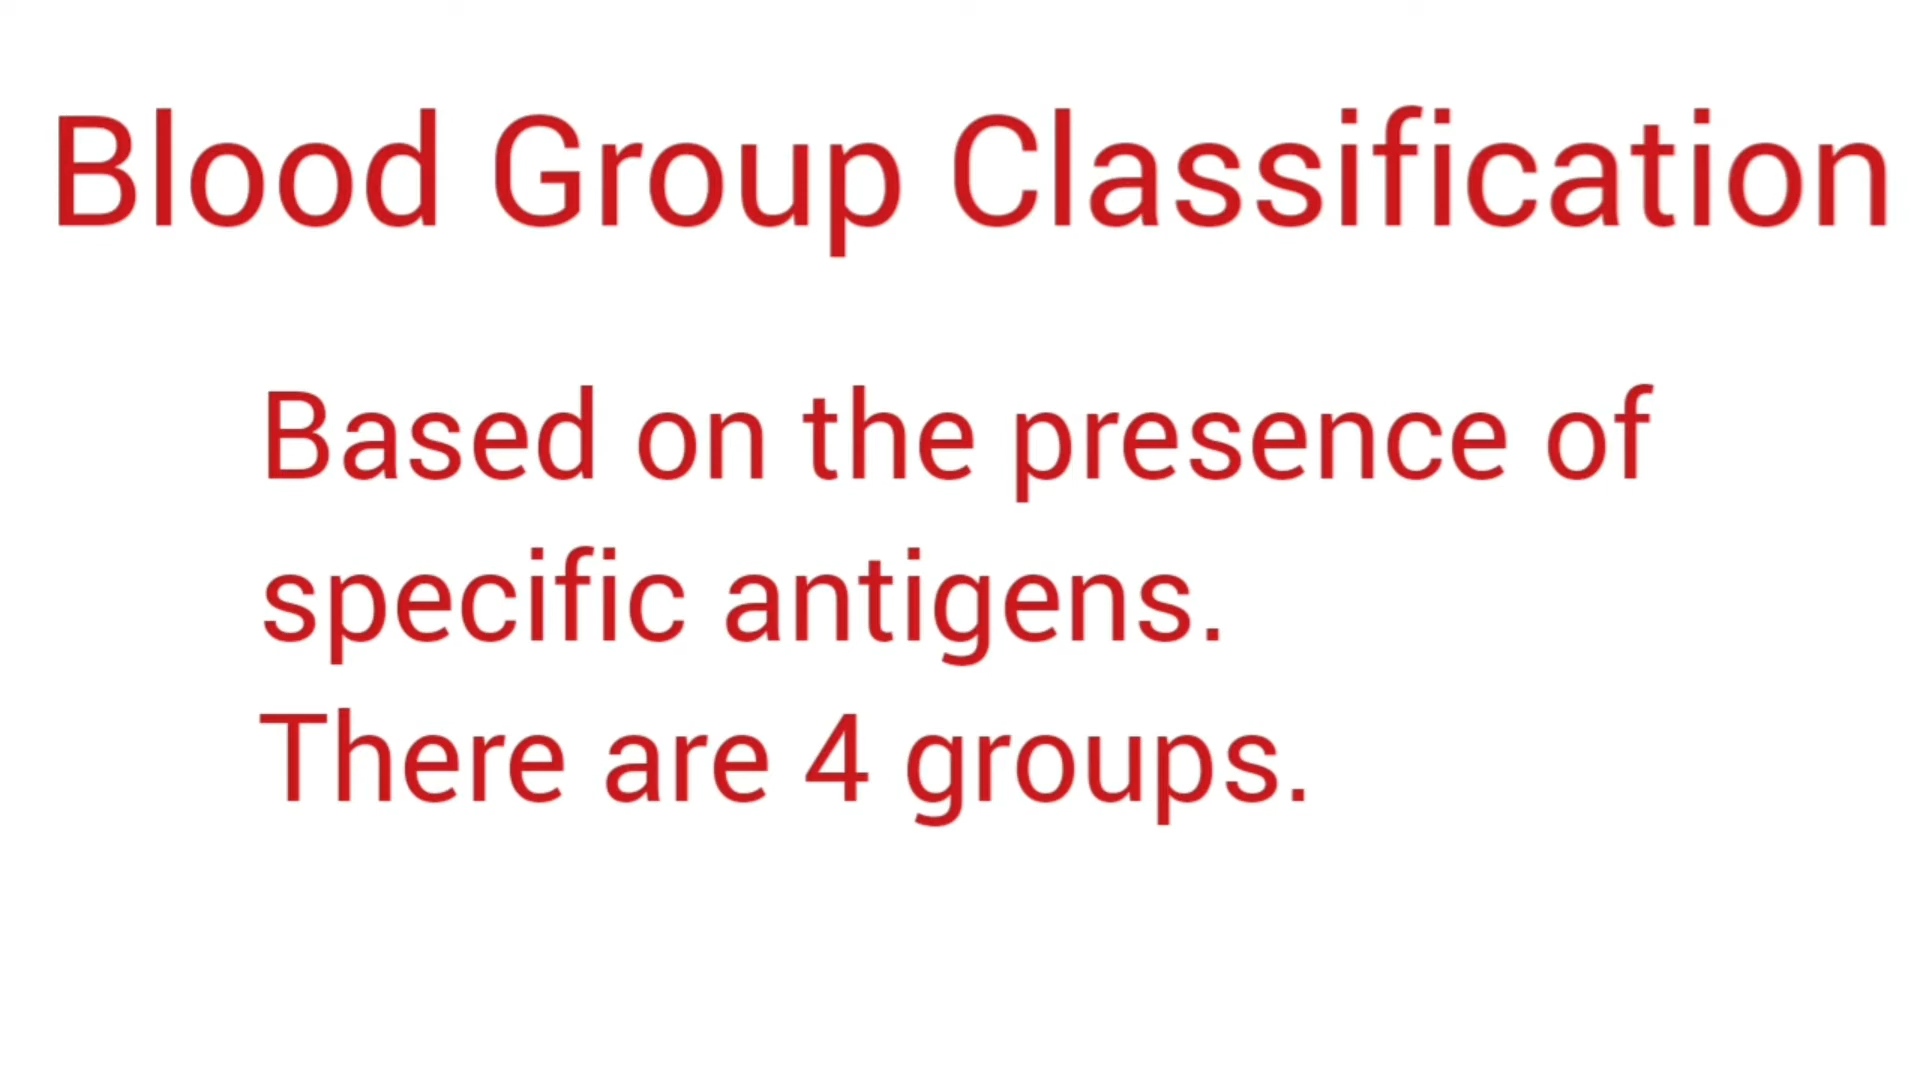 Blood Group Classification
Based on the presence of
specific antigens.
There are 4 groups.